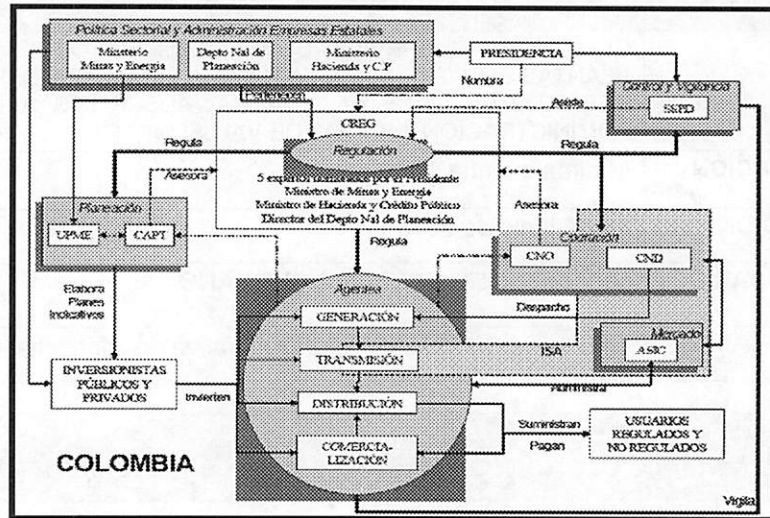 Política Sectorial y Administración Empresas Estatales
Ministerio
Minas y Energía
Depto Nal de
Planeación
Ministerio
Hacienda y C.P
PRESIDENCIA
Nombra
Control y Vigilancia
SSPD
Pertenecen
Asiste
CREG
Regulación
Regula
Regula
Asesora
5 expertos nominados por el Presidente
Ministro de Minas y Energía
Ministro de Hacienda y Crédito Público
Director del Depto Nal de Planeación
Asesora
Planeación
UPME
CAPT
Operación
CNO
CND
Regula
Elabora
Planes
Indicativos
Agentes
GENERACIÓN
Despacho
Mercado
ASIC
TRANSMISIÓN
ISA
INVERSIONISTAS
PÚBLICOS Y
PRIVADOS
Invierten
Administra
DISTRIBUCIÓN
Suministran
Pagan
USUARIOS
REGULADOS Y
NO REGULADOS
COMERCIA-
LIZACIÓN
COLOMBIA
Vigila